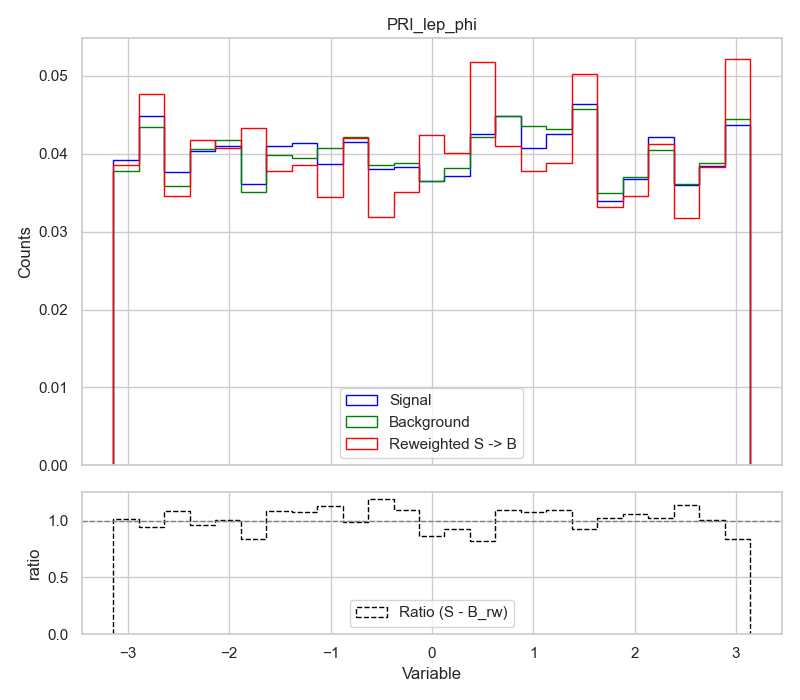 PRI_lep_phi
0.05
0.04
0.03
0.02
0.01
0.00
Counts
Signal
Background
Reweighted S -> B
1.0
0.5
0.0
ratio
Ratio (S - B_rw)
−3 −2 −1 0 1 2 3
Variable